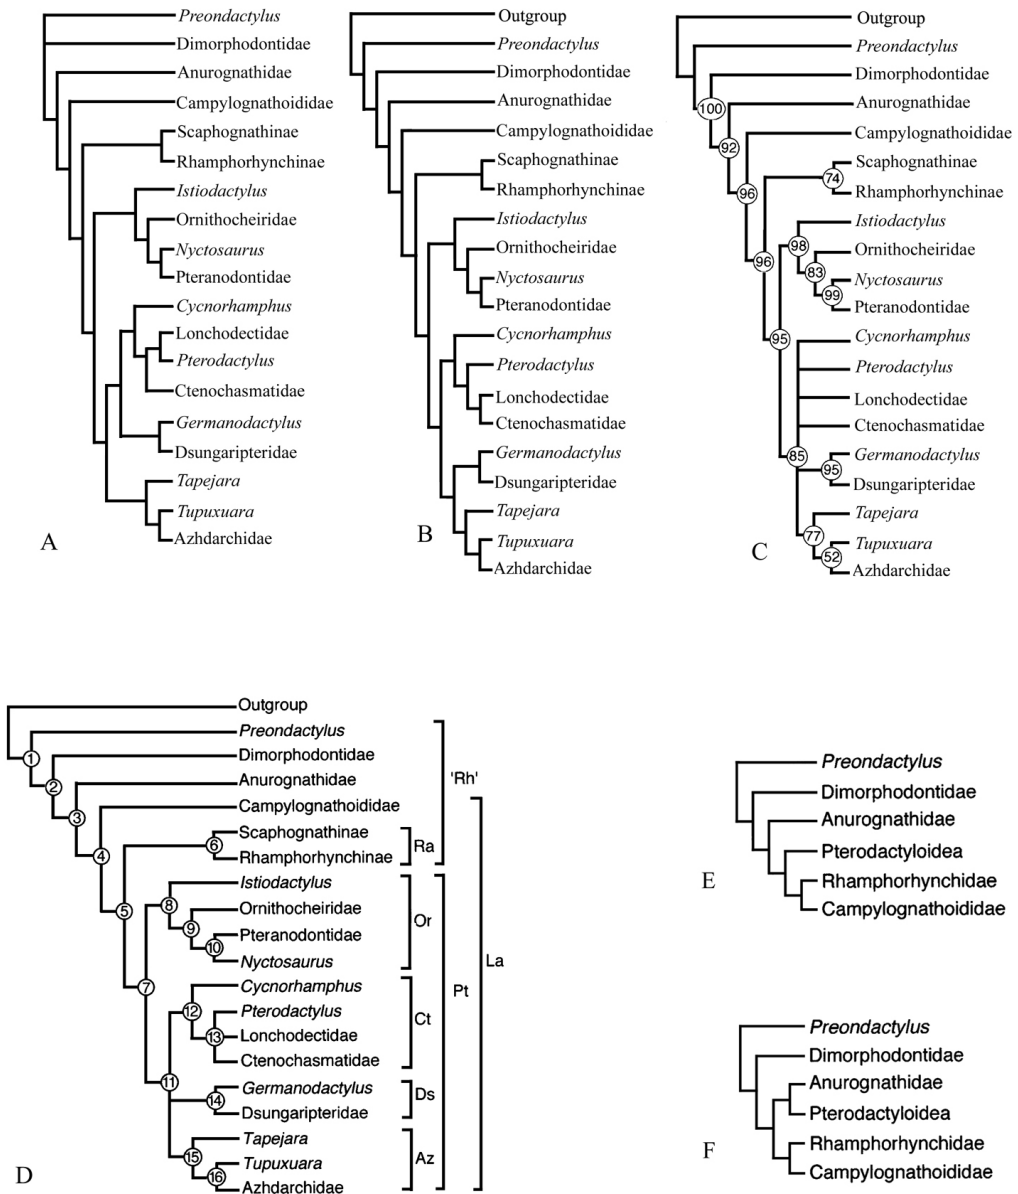 Preondactylus
Dimorphodontidae
Anurognathidae
Campylognathoididae
Scaphognathinae
Rhamphorhynchinae
Istiodactylus
Ornithocheiridae
Nyctosaurus
Pteranodontidae
Cycnorhamphus
Lonchodectidae
Pterodactylus
Ctenochasmatidae
Germanodactylus
Dsungaripteridae
Tapejara
Tupuxuara
Azhdarchidae
A
Outgroup
Preondactylus
Dimorphodontidae
Anurognathidae
Campylognathoididae
Scaphognathinae
Rhamphorhynchinae
Istiodactylus
Ornithocheiridae
Nyctosaurus
Pteranodontidae
Cycnorhamphus
Pterodactylus
Lonchodectidae
Ctenochasmatidae
Germanodactylus
Dsungaripteridae
Tapejara
Tupuxuara
Azhdarchidae
B
Outgroup
Preondactylus
Dimorphodontidae
100
Anurognathidae
Campylognathoididae
92
Scaphognathinae
74
96
Rhamphorhynchinae
Istiodactylus
98
Ornithocheiridae
96
83
Nyctosaurus
99
Pteranodontidae
95
Cycnorhamphus
Pterodactylus
Lonchodectidae
Ctenochasmatidae
85
Germanodactylus
95
Dsungaripteridae
Tapejara
77
Tupuxuara
52
Azhdarchidae
C
Outgroup
Preondactylus
1
Dimorphodontidae
2
Anurognathidae
'Rh'
3
Campylognathoididae
Scaphognathinae
6
Ra
4
Rhamphorhynchinae
Istiodactylus
8
5
Ornithocheiridae
Or
9
Pteranodontidae
10
Nyctosaurus
La
7
Cycnorhamphus
Pt
12
Pterodactylus
Ct
13
Lonchodectidae
Ctenochasmatidae
11
Germanodactylus
14
Ds
Dsungaripteridae
Tapejara
15
Az
Tupuxuara
16
Azhdarchidae
D
Preondactylus
Dimorphodontidae
Anurognathidae
Pterodactyloidea
Rhamphorhynchidae
Campylognathoididae
E
Preondactylus
Dimorphodontidae
Anurognathidae
Pterodactyloidea
Rhamphorhynchidae
Campylognathoididae
F